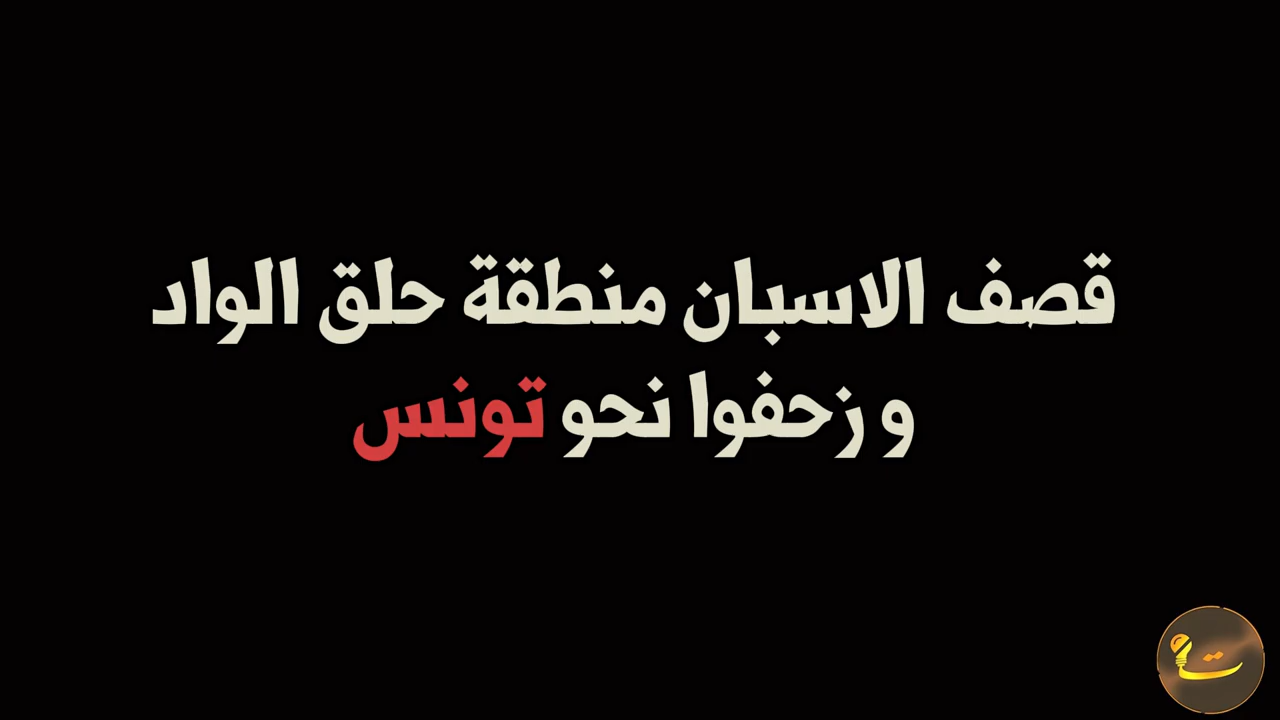 قصف الاسبان منطقة حلق الواد
و زحفوا نحو تونس
ت